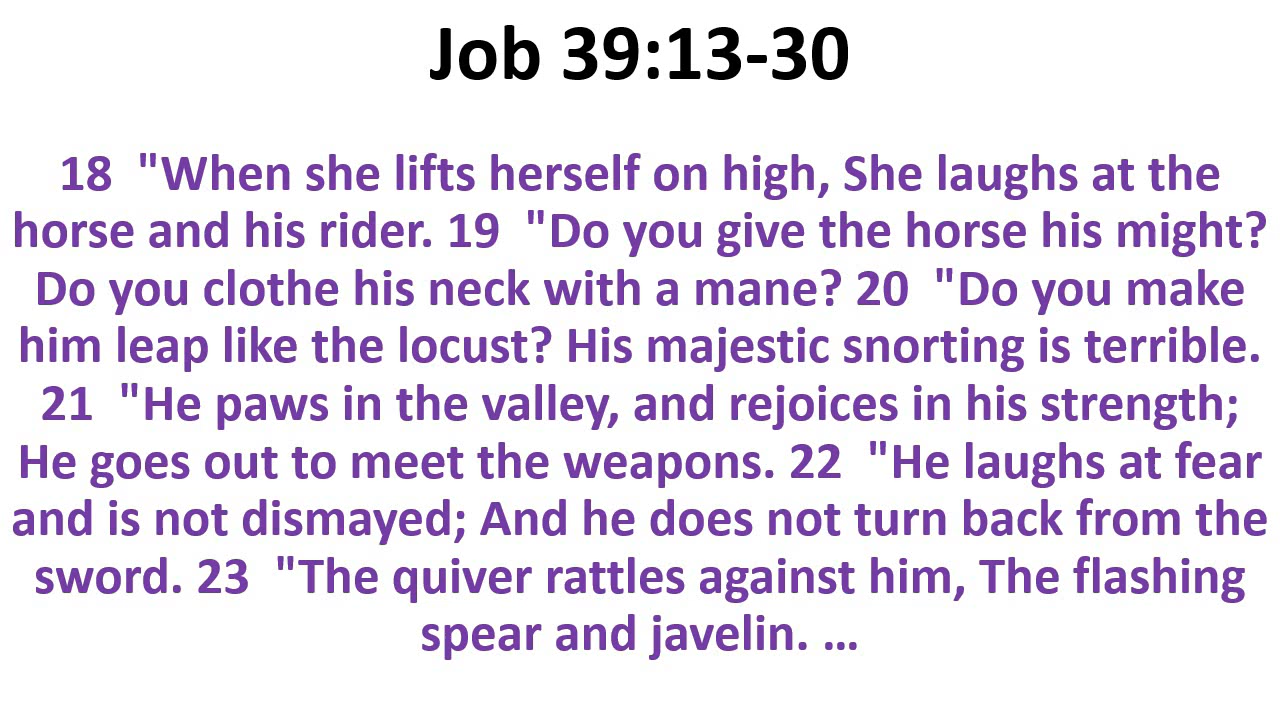 Job 39:13-30
18  "When she lifts herself on high, She laughs at the
horse and his rider. 19  "Do you give the horse his might?
Do you clothe his neck with a mane? 20  "Do you make
him leap like the locust? His majestic snorting is terrible.
21  "He paws in the valley, and rejoices in his strength;
He goes out to meet the weapons. 22  "He laughs at fear
and is not dismayed; And he does not turn back from the
sword. 23  "The quiver rattles against him, The flashing
spear and javelin. …